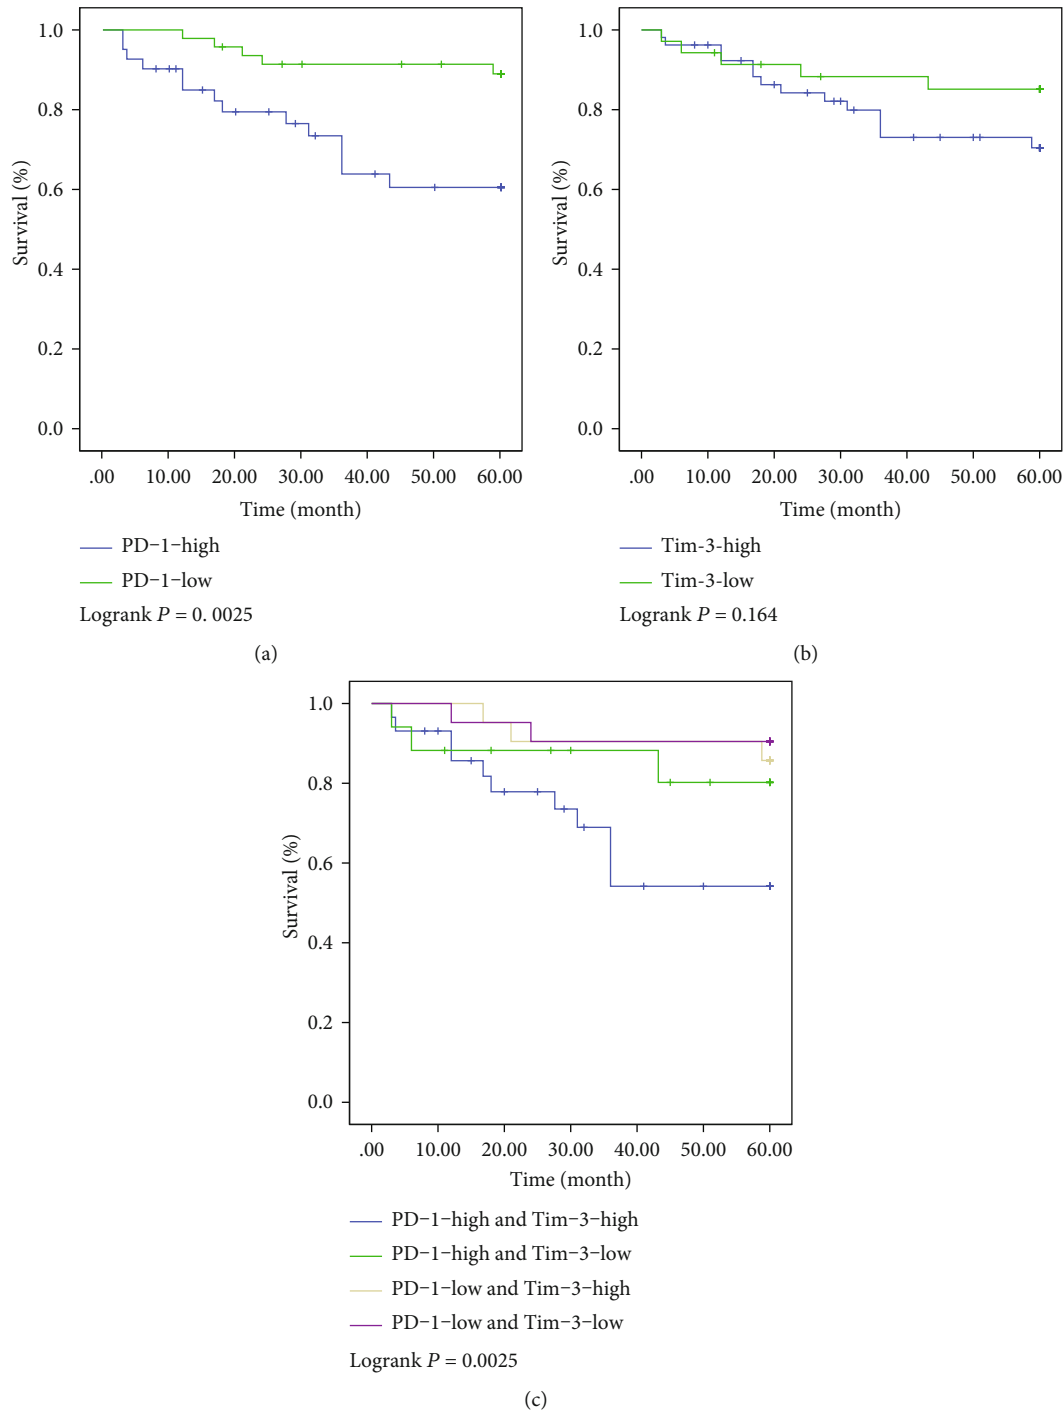 1.0
0.8
0.6
0.4
0.2
0.0
Survival (%)
.00 10.00 20.00 30.00 40.00 50.00 60.00
Time (month)
PD−1−high
PD−1−low
Logrank P = 0. 0025
(a)
1.0
0.8
0.6
0.4
0.2
0.0
Survival (%)
.00 10.00 20.00 30.00 40.00 50.00 60.00
Time (month)
Tim-3-high
Tim-3-low
Logrank P = 0.164
(b)
1.0
0.8
0.6
0.4
0.2
0.0
Survival (%)
.00 10.00 20.00 30.00 40.00 50.00 60.00
Time (month)
PD−1−high and Tim−3−high
PD−1−high and Tim−3−low
PD−1−low and Tim−3−high
PD−1−low and Tim−3−low
Logrank P = 0.0025
(c)